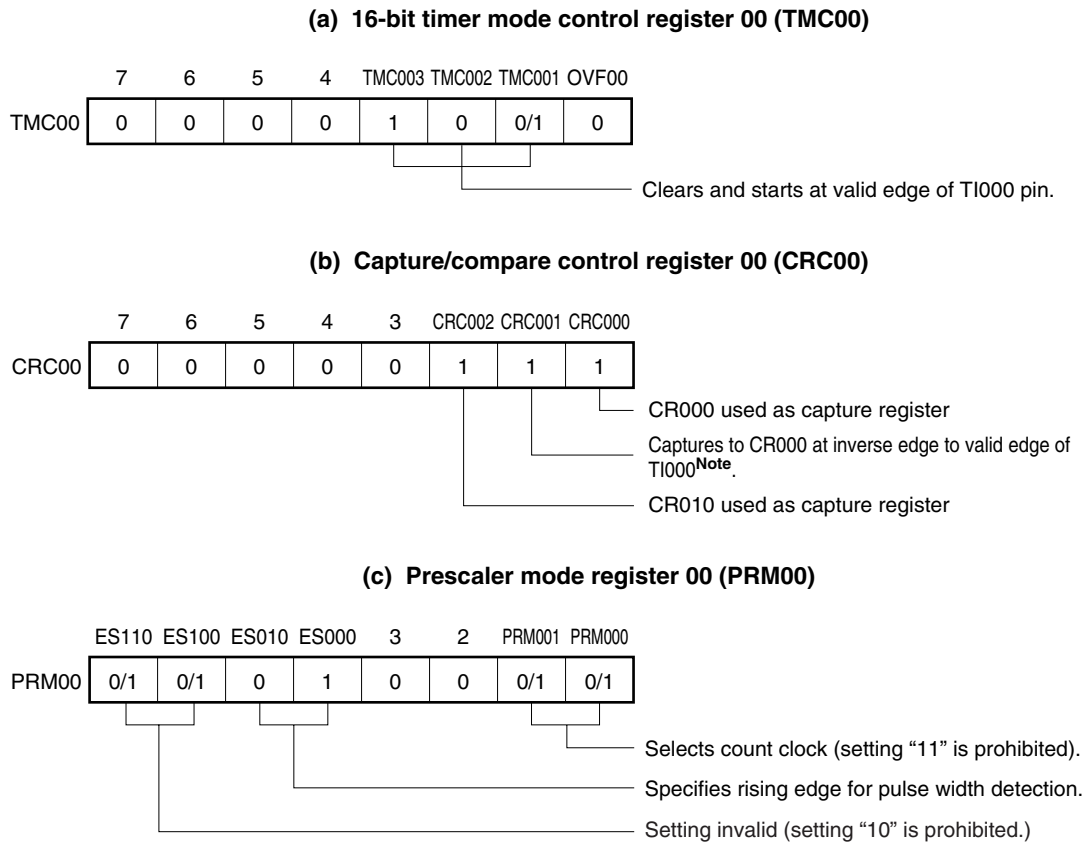 (a) 16-bit timer mode control register 00 (TMC00)
7 6 5 4 TMC003 TMC002 TMC001 OVF00
TMC00 0 0 0 0 1 0 0/1 0
Clears and starts at valid edge of TI000 pin.
(b) Capture/compare control register 00 (CRC00)
7 6 5 4 3 CRC002 CRC001 CRC000
CRC00 0 0 0 0 0 1 1 1
CR000 used as capture register
Captures to CR000 at inverse edge to valid edge of
TI000Note.
CR010 used as capture register
(c) Prescaler mode register 00 (PRM00)
ES110 ES100 ES010 ES000 3 2 PRM001 PRM000
PRM00 0/1 0/1 0 1 0 0 0/1 0/1
Selects count clock (setting “11” is prohibited).
Specifies rising edge for pulse width detection.
Setting invalid (setting “10” is prohibited.)